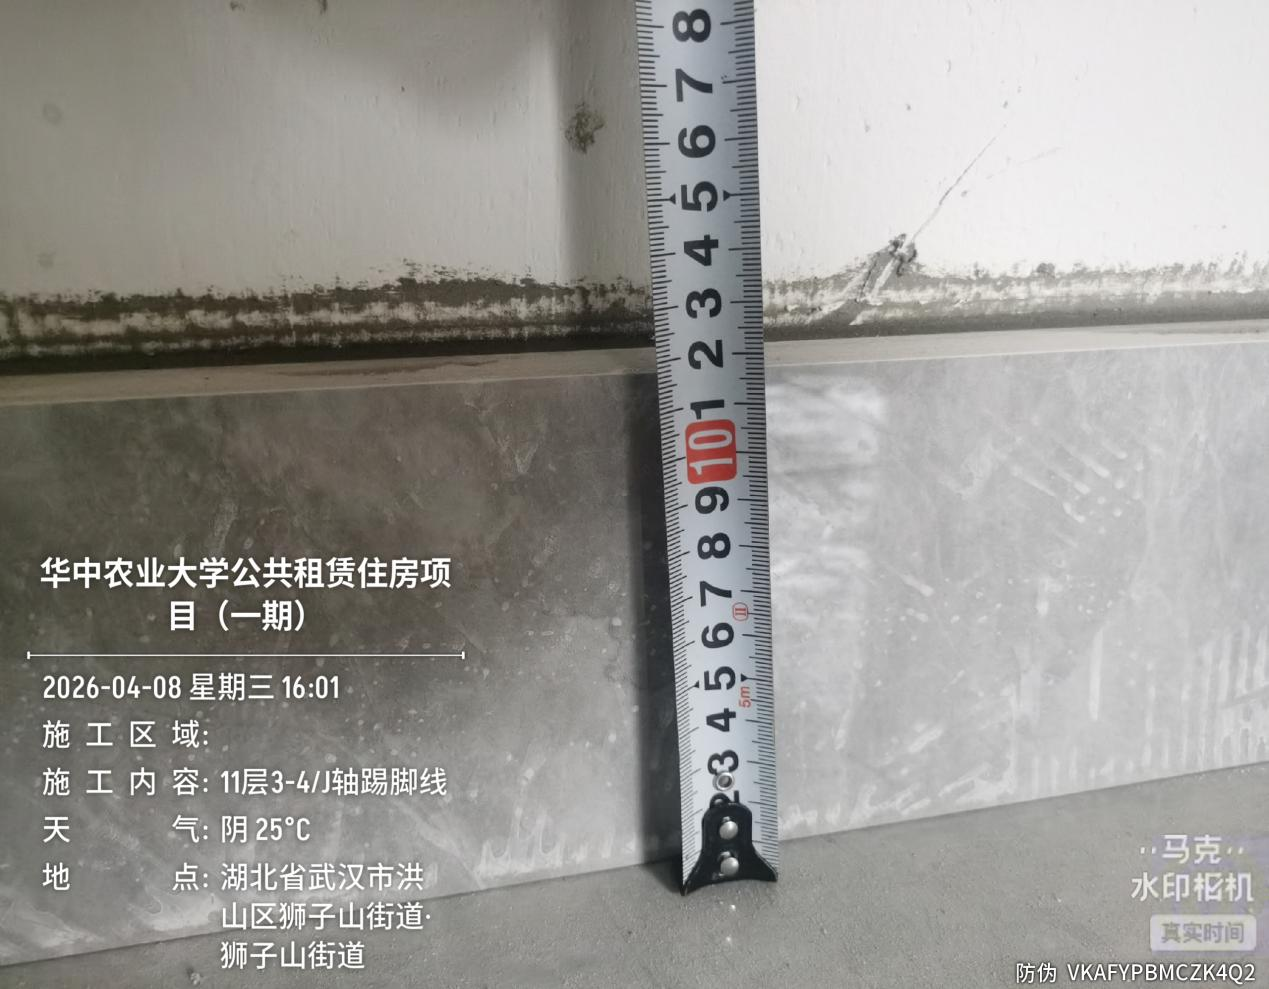 8
7
6
5
4
3
2
1
10
9
8
7
6
5
5m
4
3
2
华中农业大学公共租赁住房项
目（一期）
2026-04-08 星期三 16:01
施工区域:
施工内容: 11层3-4/J轴踢脚线
天气: 阴 25°C
地点: 湖北省武汉市洪
山区狮子山街道·
狮子山街道
马克
水印相机
真实时间
防伪 VKAFYPBMCZK4Q2